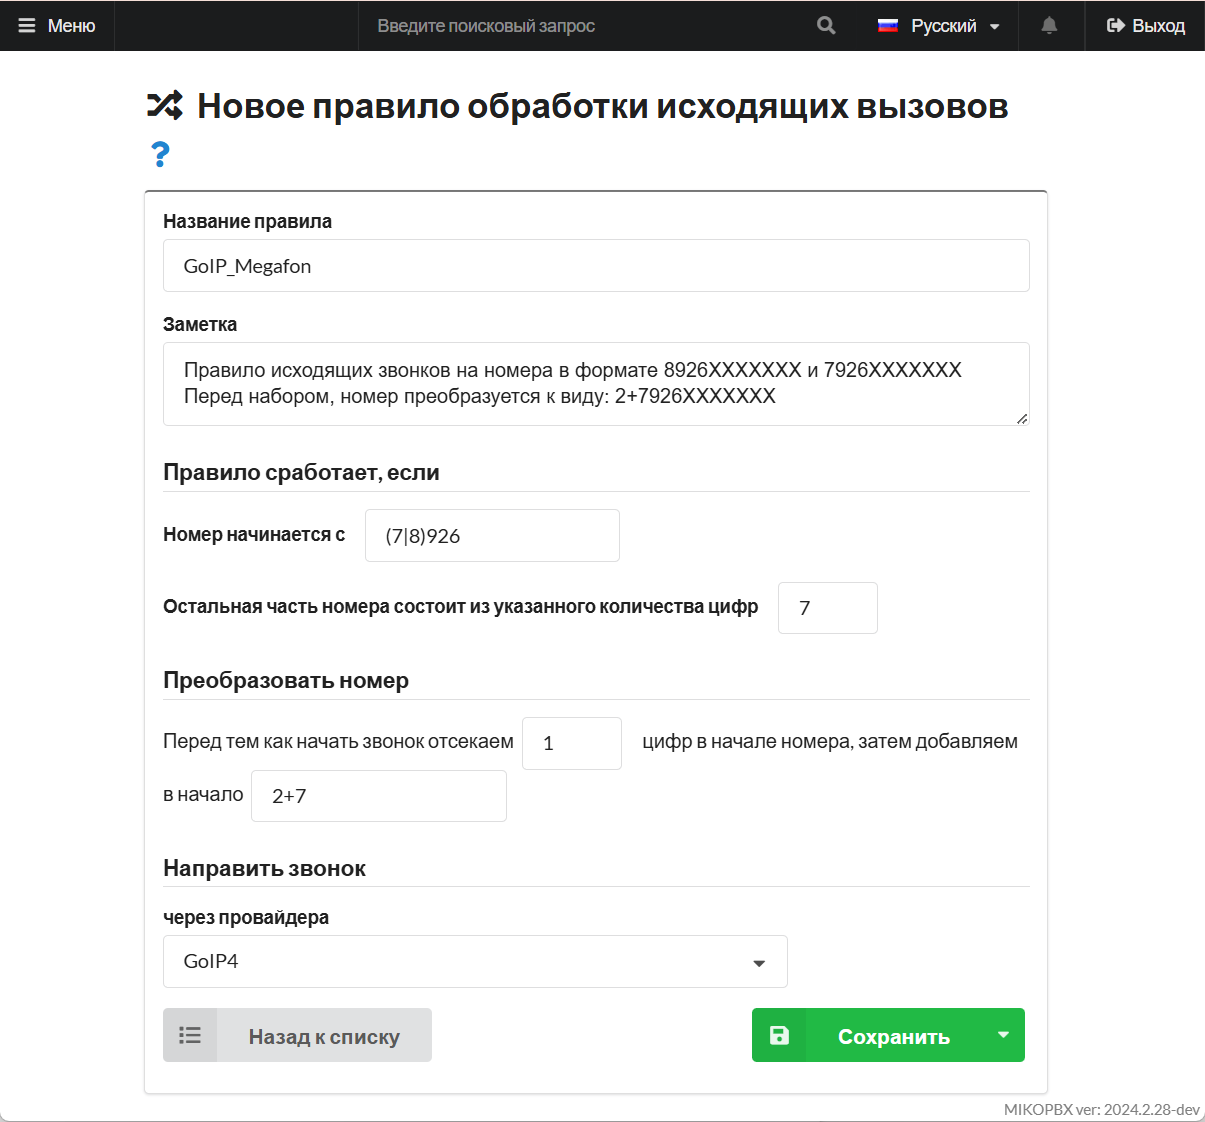 Меню
Введите поисковый запрос
Русский
Выход
Новое правило обработки исходящих вызовов
?
Название правила
GoIP_Megafon
Заметка
Правило исходящих звонков на номера в формате 8926XXXXXXX и 7926XXXXXXX
Перед набором, номер преобразуется к виду: 2+7926XXXXXXX
Правило сработает, если
Номер начинается с (7|8)926
Остальная часть номера состоит из указанного количества цифр 7
Преобразовать номер
Перед тем как начать звонок отсекаем 1 цифр в начале номера, затем добавляем
в начало 2+7
Направить звонок
через провайдера
GoIP4
Назад к списку
Сохранить
MIKOPBX ver: 2024.2.28-dev